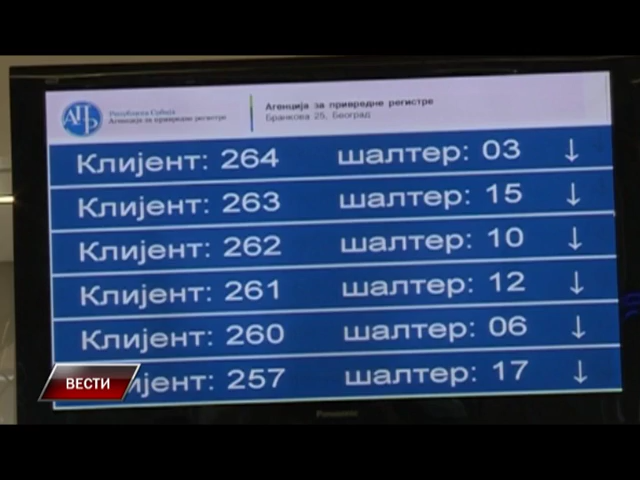 АПР
Република Србија
Агенција за привредне регистре
Агенција за привредне регистре
Бранкова 25, Београд
Клијент: 264 шалтер: 03 ↓
Клијент: 263 шалтер: 15 ↓
Клијент: 262 шалтер: 10 ↓
Клијент: 261 шалтер: 12 ↓
Клијент: 260 шалтер: 06 ↓
ијент: 257 шалтер: 17 ↓
ВЕСТИ
Panasonic